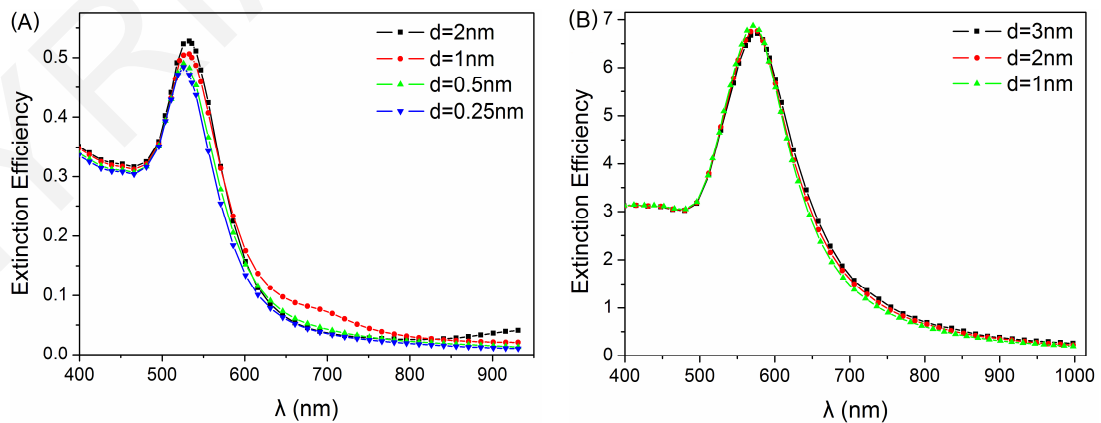 (A)
d=2nm
d=1nm
d=0.5nm
d=0.25nm
0.5
0.4
0.3
0.2
0.1
0.0
Extinction Efficiency
400 500 600 700 800 900
λ (nm)
(B)
d=3nm
d=2nm
d=1nm
7
6
5
4
3
2
1
0
Extinction Efficiency
400 500 600 700 800 900 1000
λ (nm)